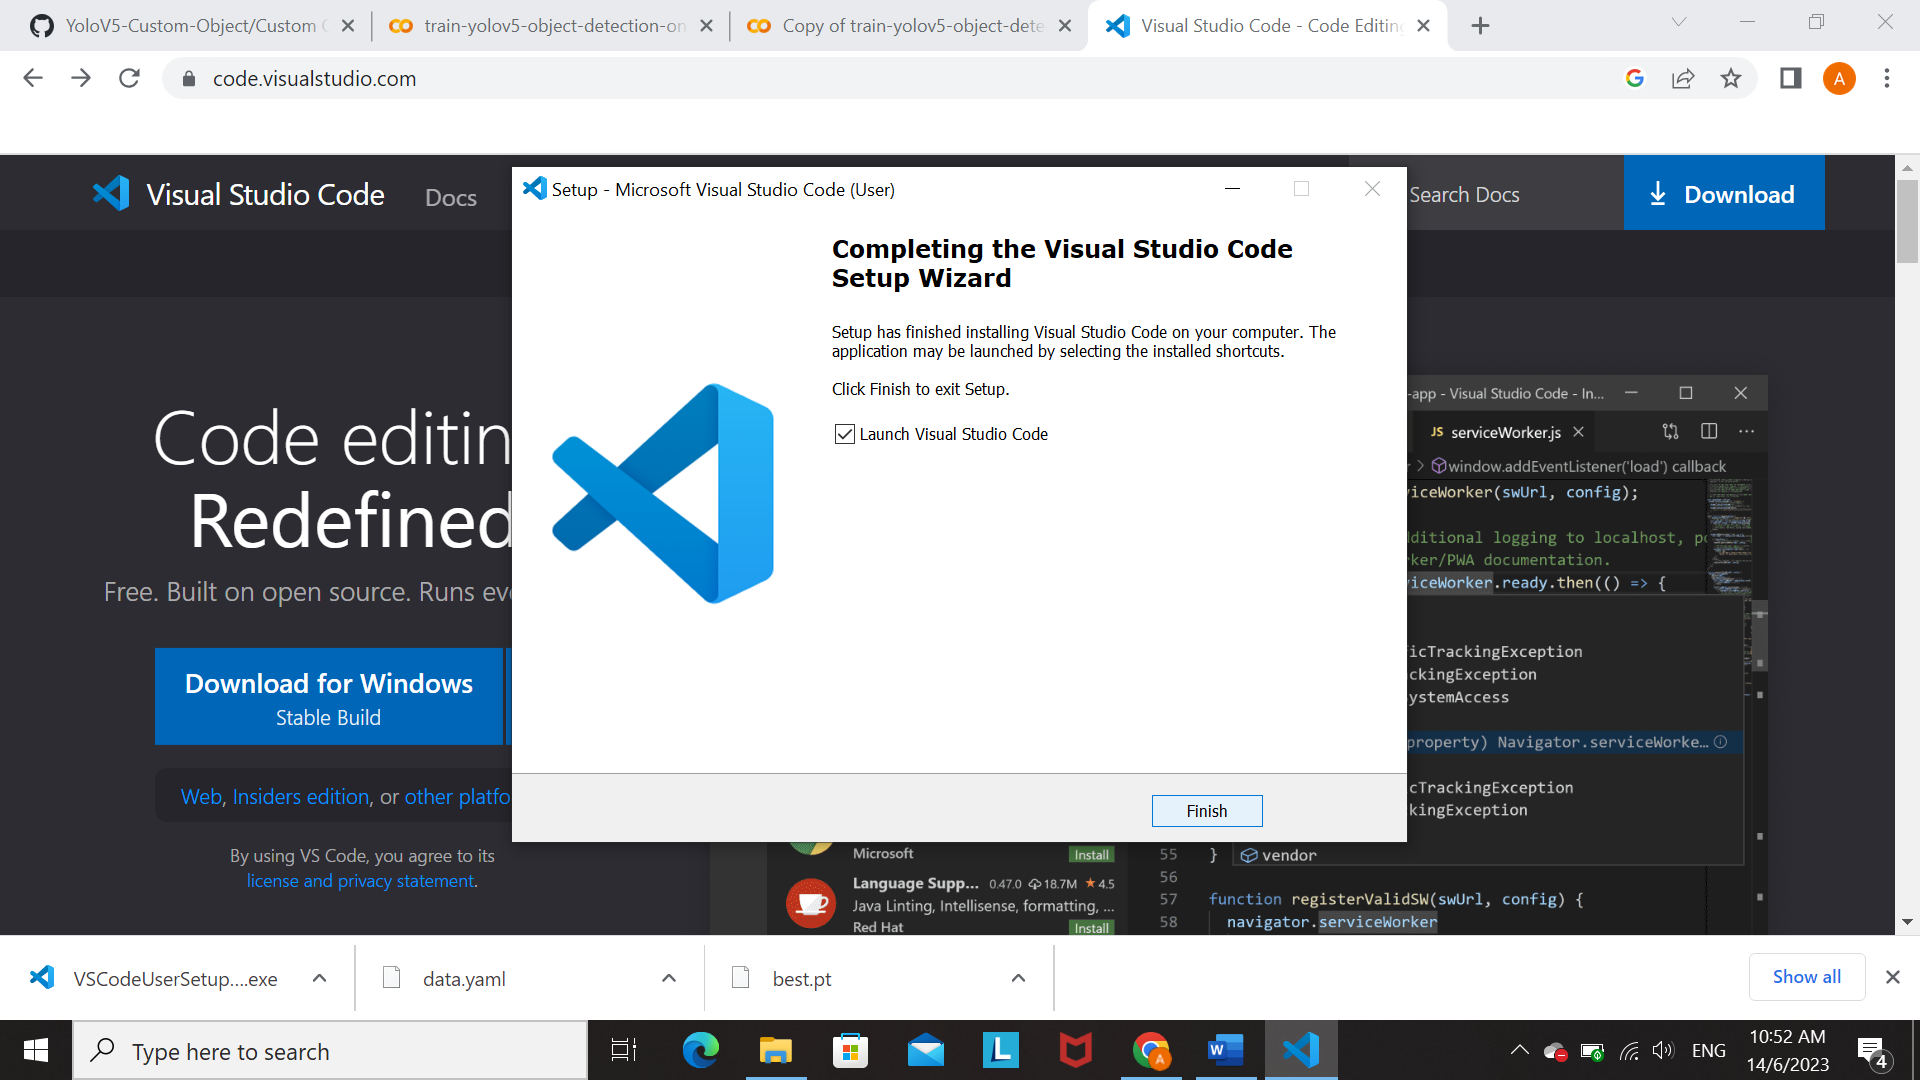 YoloV5-Custom-Object/Custom
train-yolov5-object-detection-on
Copy of train-yolov5-object-dete
Visual Studio Code - Code Editing
code.visualstudio.com
A
Visual Studio Code
Docs
Search Docs
Download
Setup - Microsoft Visual Studio Code (User)
Completing the Visual Studio Code
Setup Wizard
Setup has finished installing Visual Studio Code on your computer. The
application may be launched by selecting the installed shortcuts.
Click Finish to exit Setup.
Launch Visual Studio Code
Finish
Code editin
Redefined
Free. Built on open source. Runs eve
Download for Windows
Stable Build
Web, Insiders edition, or other platfo
By using VS Code, you agree to its
license and privacy statement.
-app - Visual Studio Code - In...
JS serviceWorker.js
window.addEventListener('load') callback
viceWorker(swUrl, config);
ditional logging to localhost, po
ker/PWA documentation.
viceWorker.ready.then(() => {
icTrackingException
ckingException
ystemAccess
property) Navigator.serviceWorke…
cTrackingException
kingException
vendor
Microsoft
Install
Language Supp... 0.47.0 18.7M 4.5
Java Linting, Intellisense, formatting, ...
Red Hat
Install
55 }
56
57 function registerValidSW(swUrl, config) {
58 navigator.serviceWorker
VSCodeUserSetup....exe
data.yaml
best.pt
Show all
Type here to search
L
W
A
ENG
10:52 AM
14/6/2023
4